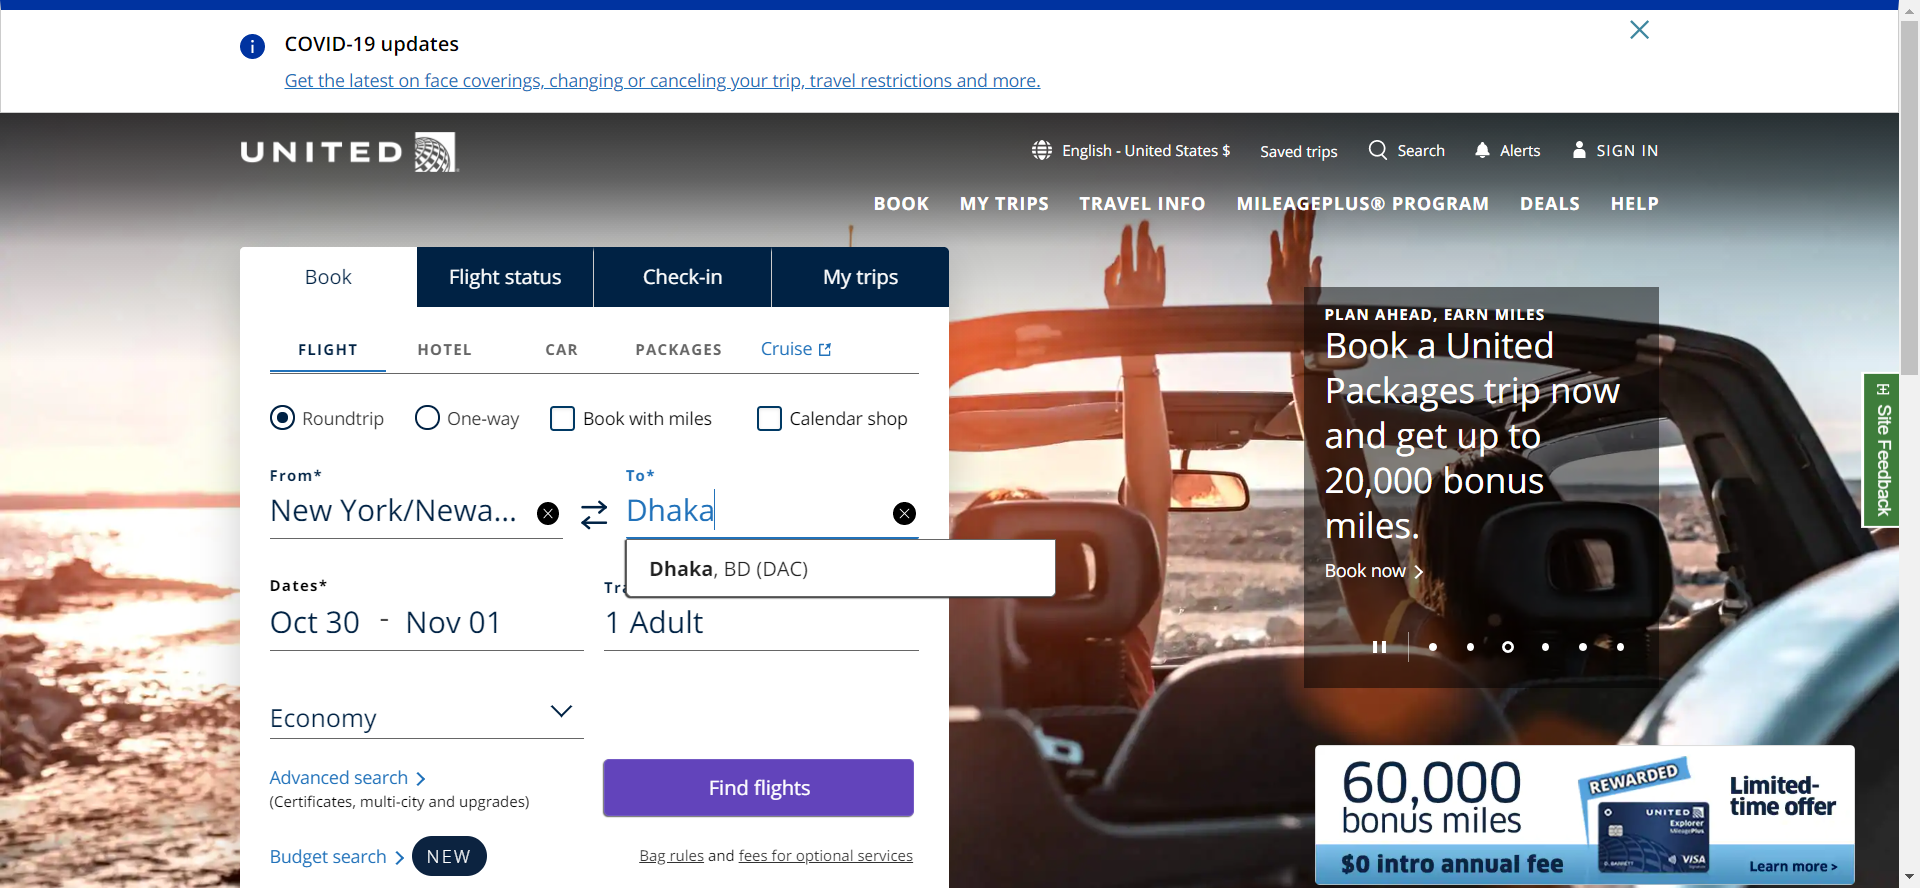 COVID-19 updates
Get the latest on face coverings, changing or canceling your trip, travel restrictions and more.
UNITED
English - United States $
Saved trips
Search
Alerts
SIGN IN
BOOK
MY TRIPS
TRAVEL INFO
MILEAGEPLUS® PROGRAM
DEALS
HELP
Book
Flight status
Check-in
My trips
FLIGHT
HOTEL
CAR
PACKAGES
Cruise
Roundtrip
One-way
Book with miles
Calendar shop
From*
New York/Newa...
To*
Dhaka
Dhaka, BD (DAC)
Dates*
Oct 30 - Nov 01
1 Adult
Economy
Advanced search
(Certificates, multi-city and upgrades)
Find flights
Budget search
NEW
Bag rules and fees for optional services
PLAN AHEAD, EARN MILES
Book a United
Packages trip now
and get up to
20,000 bonus
miles.
Book now
Site Feedback
60,000
bonus miles
$0 intro annual fee
REWARDED
UNITED
Explorer
MileagePlus
VISA
Limited-
time offer
Learn more >